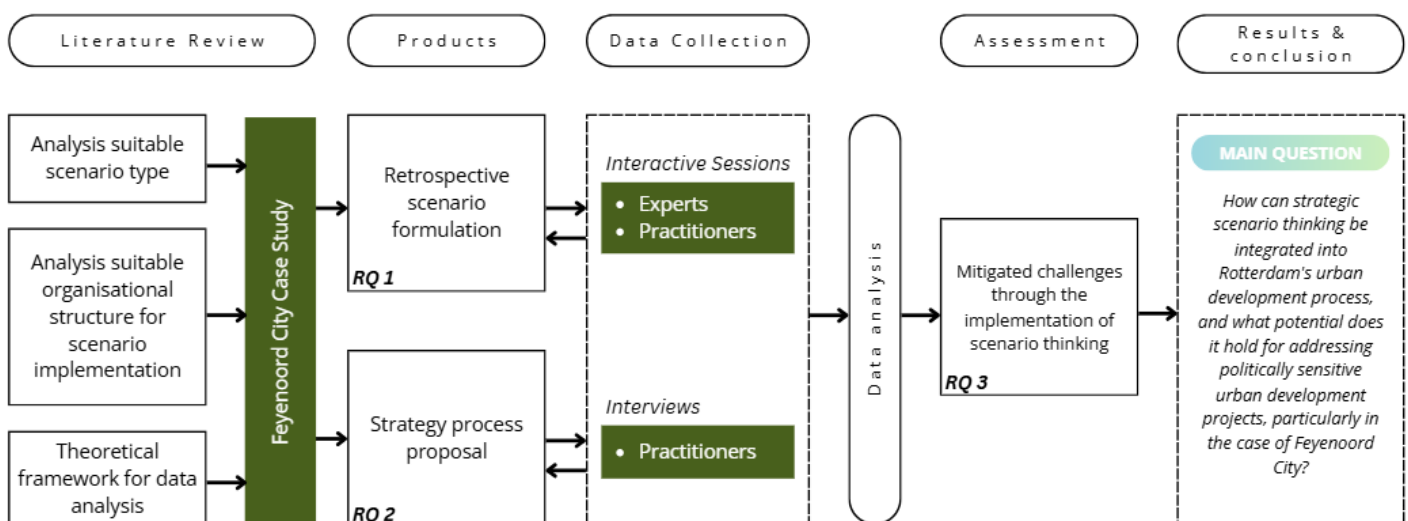 Literature Review
Products
Data Collection
Assessment
Results &
conclusion
Analysis suitable
scenario type
Analysis suitable
organisational
structure for
scenario
implementation
Theoretical
framework for data
analysis
Feyenoord City Case Study
Retrospective
scenario
formulation
RQ 1
Strategy process
proposal
RQ 2
Interactive Sessions
• Experts
• Practitioners
Interviews
• Practitioners
Data analysis
Mitigated challenges
through the
implementation of
scenario thinking
RQ 3
MAIN QUESTION
How can strategic
scenario thinking be
integrated into
Rotterdam's urban
development process,
and what potential does
it hold for addressing
politically sensitive
urban development
projects, particularly in
the case of Feyenoord
City?